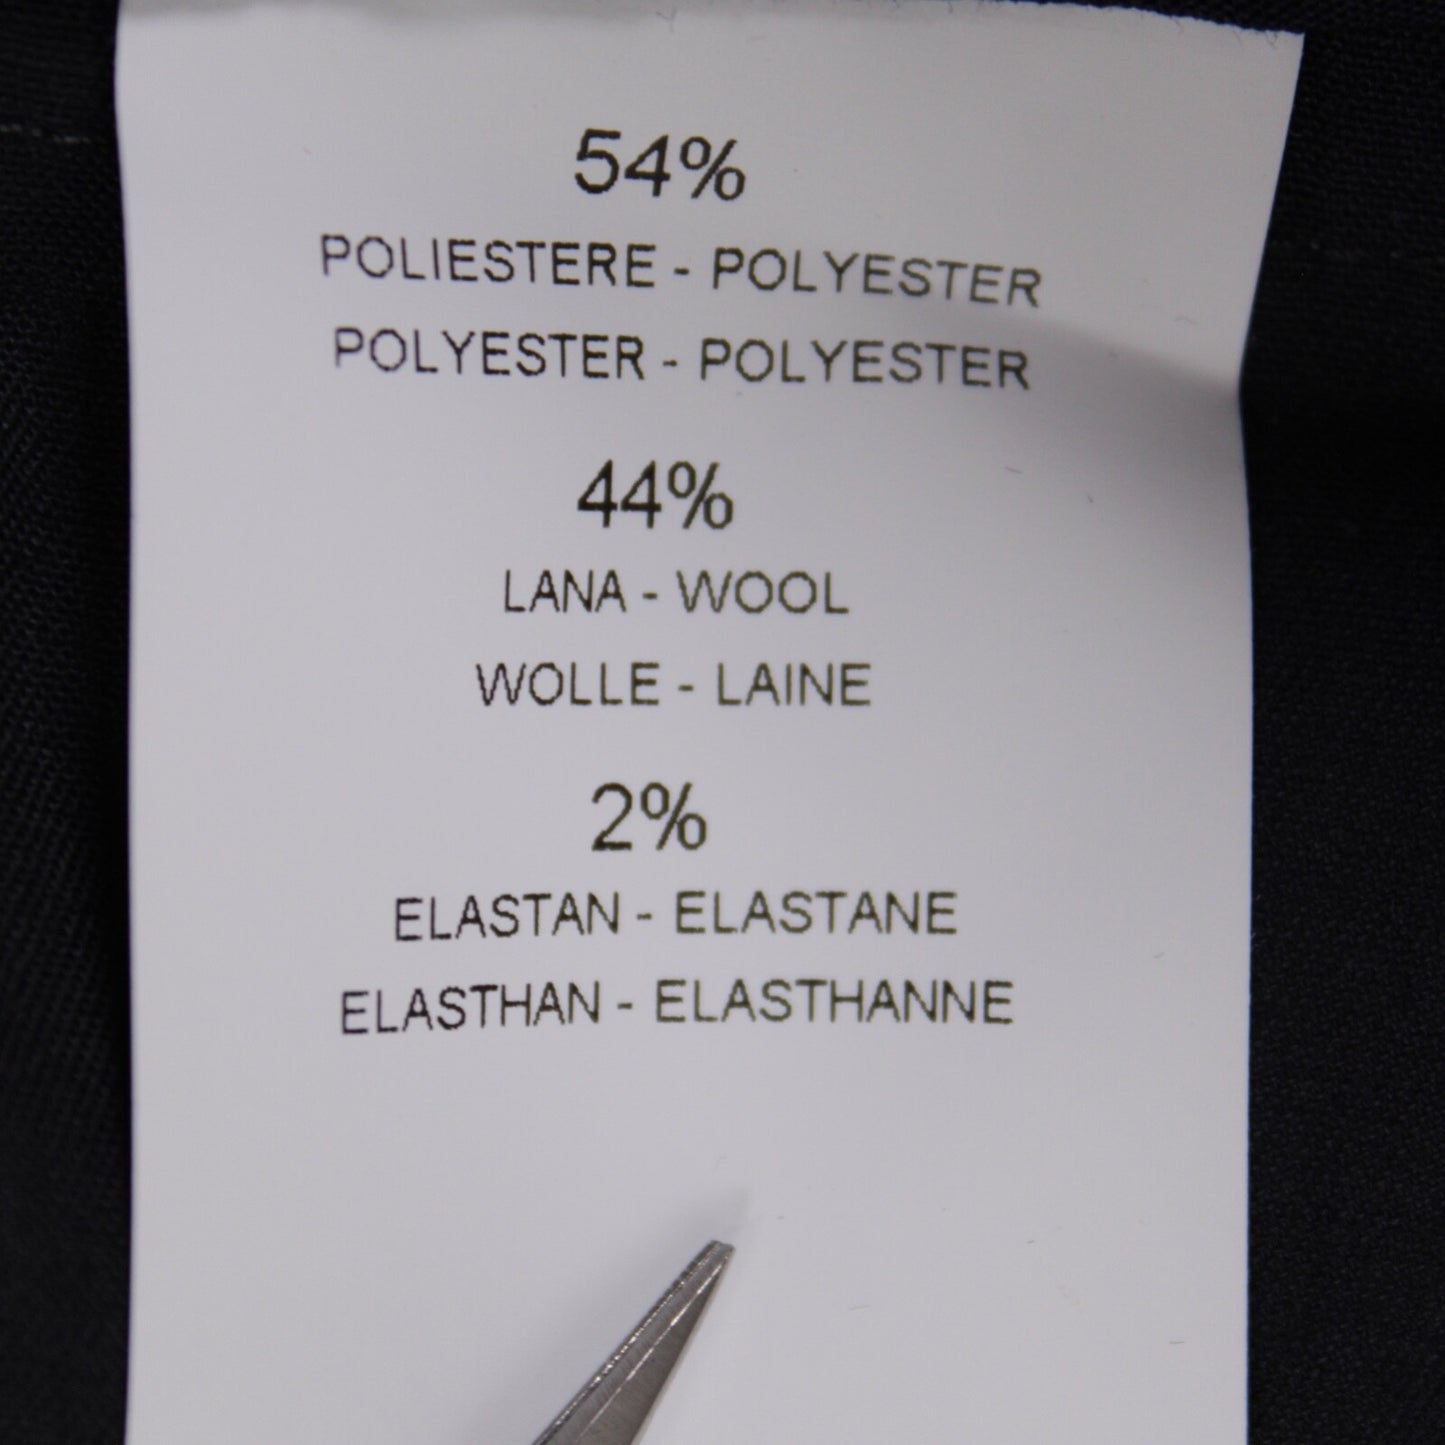 54%
POLIESTERE - POLYESTER
POLYESTER - POLYESTER
44%
LANA - WOOL
WOLLE - LAINE
2%
ELASTAN - ELASTANE
ELASTHAN - ELASTHANNE